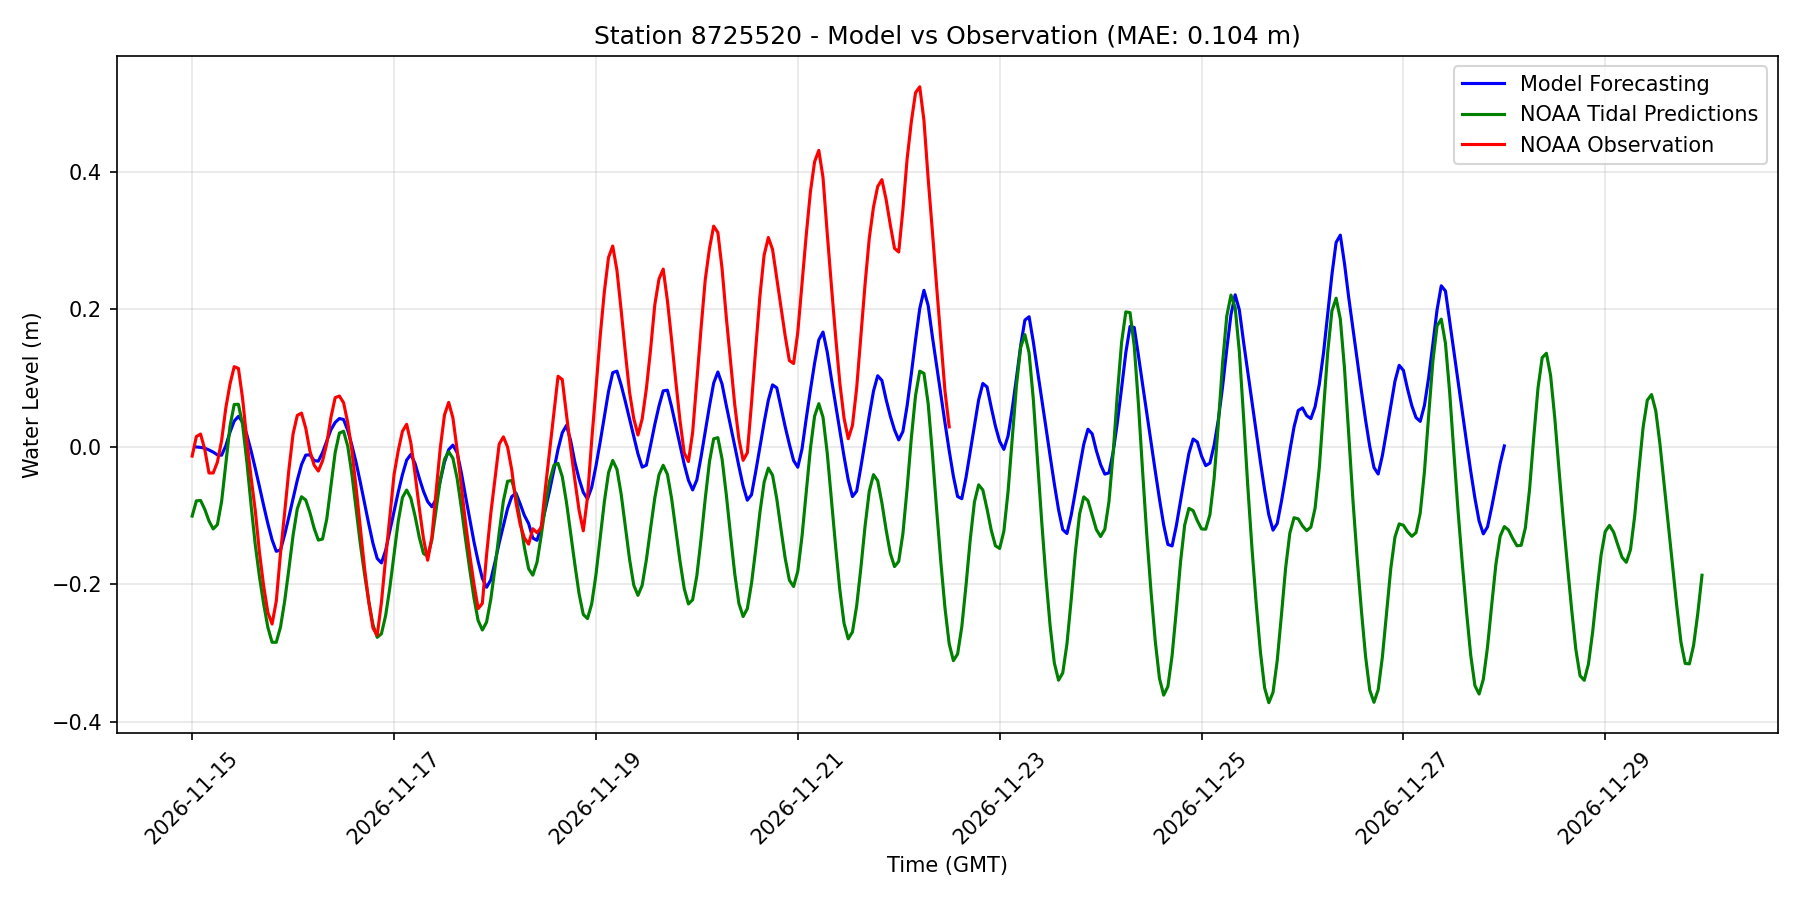 Station 8725520 - Model vs Observation (MAE: 0.104 m)
Model Forecasting
NOAA Tidal Predictions
NOAA Observation
Water Level (m)
0.4
0.2
0.0
−0.2
−0.4
2026-11-15
2026-11-17
2026-11-19
2026-11-21
2026-11-23
2026-11-25
2026-11-27
2026-11-29
Time (GMT)